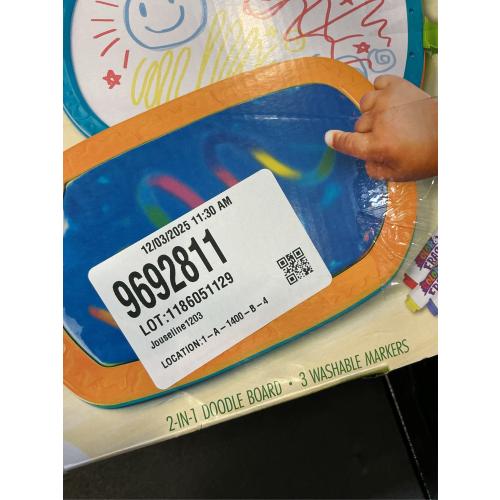 12/03/2025 11:30 AM
9692811
LOT:1186051129
Jouseline1203
LOCATION:1-A-1400-B-4
2-IN-1 DOODLE BOARD • 3 WASHABLE MARKERS